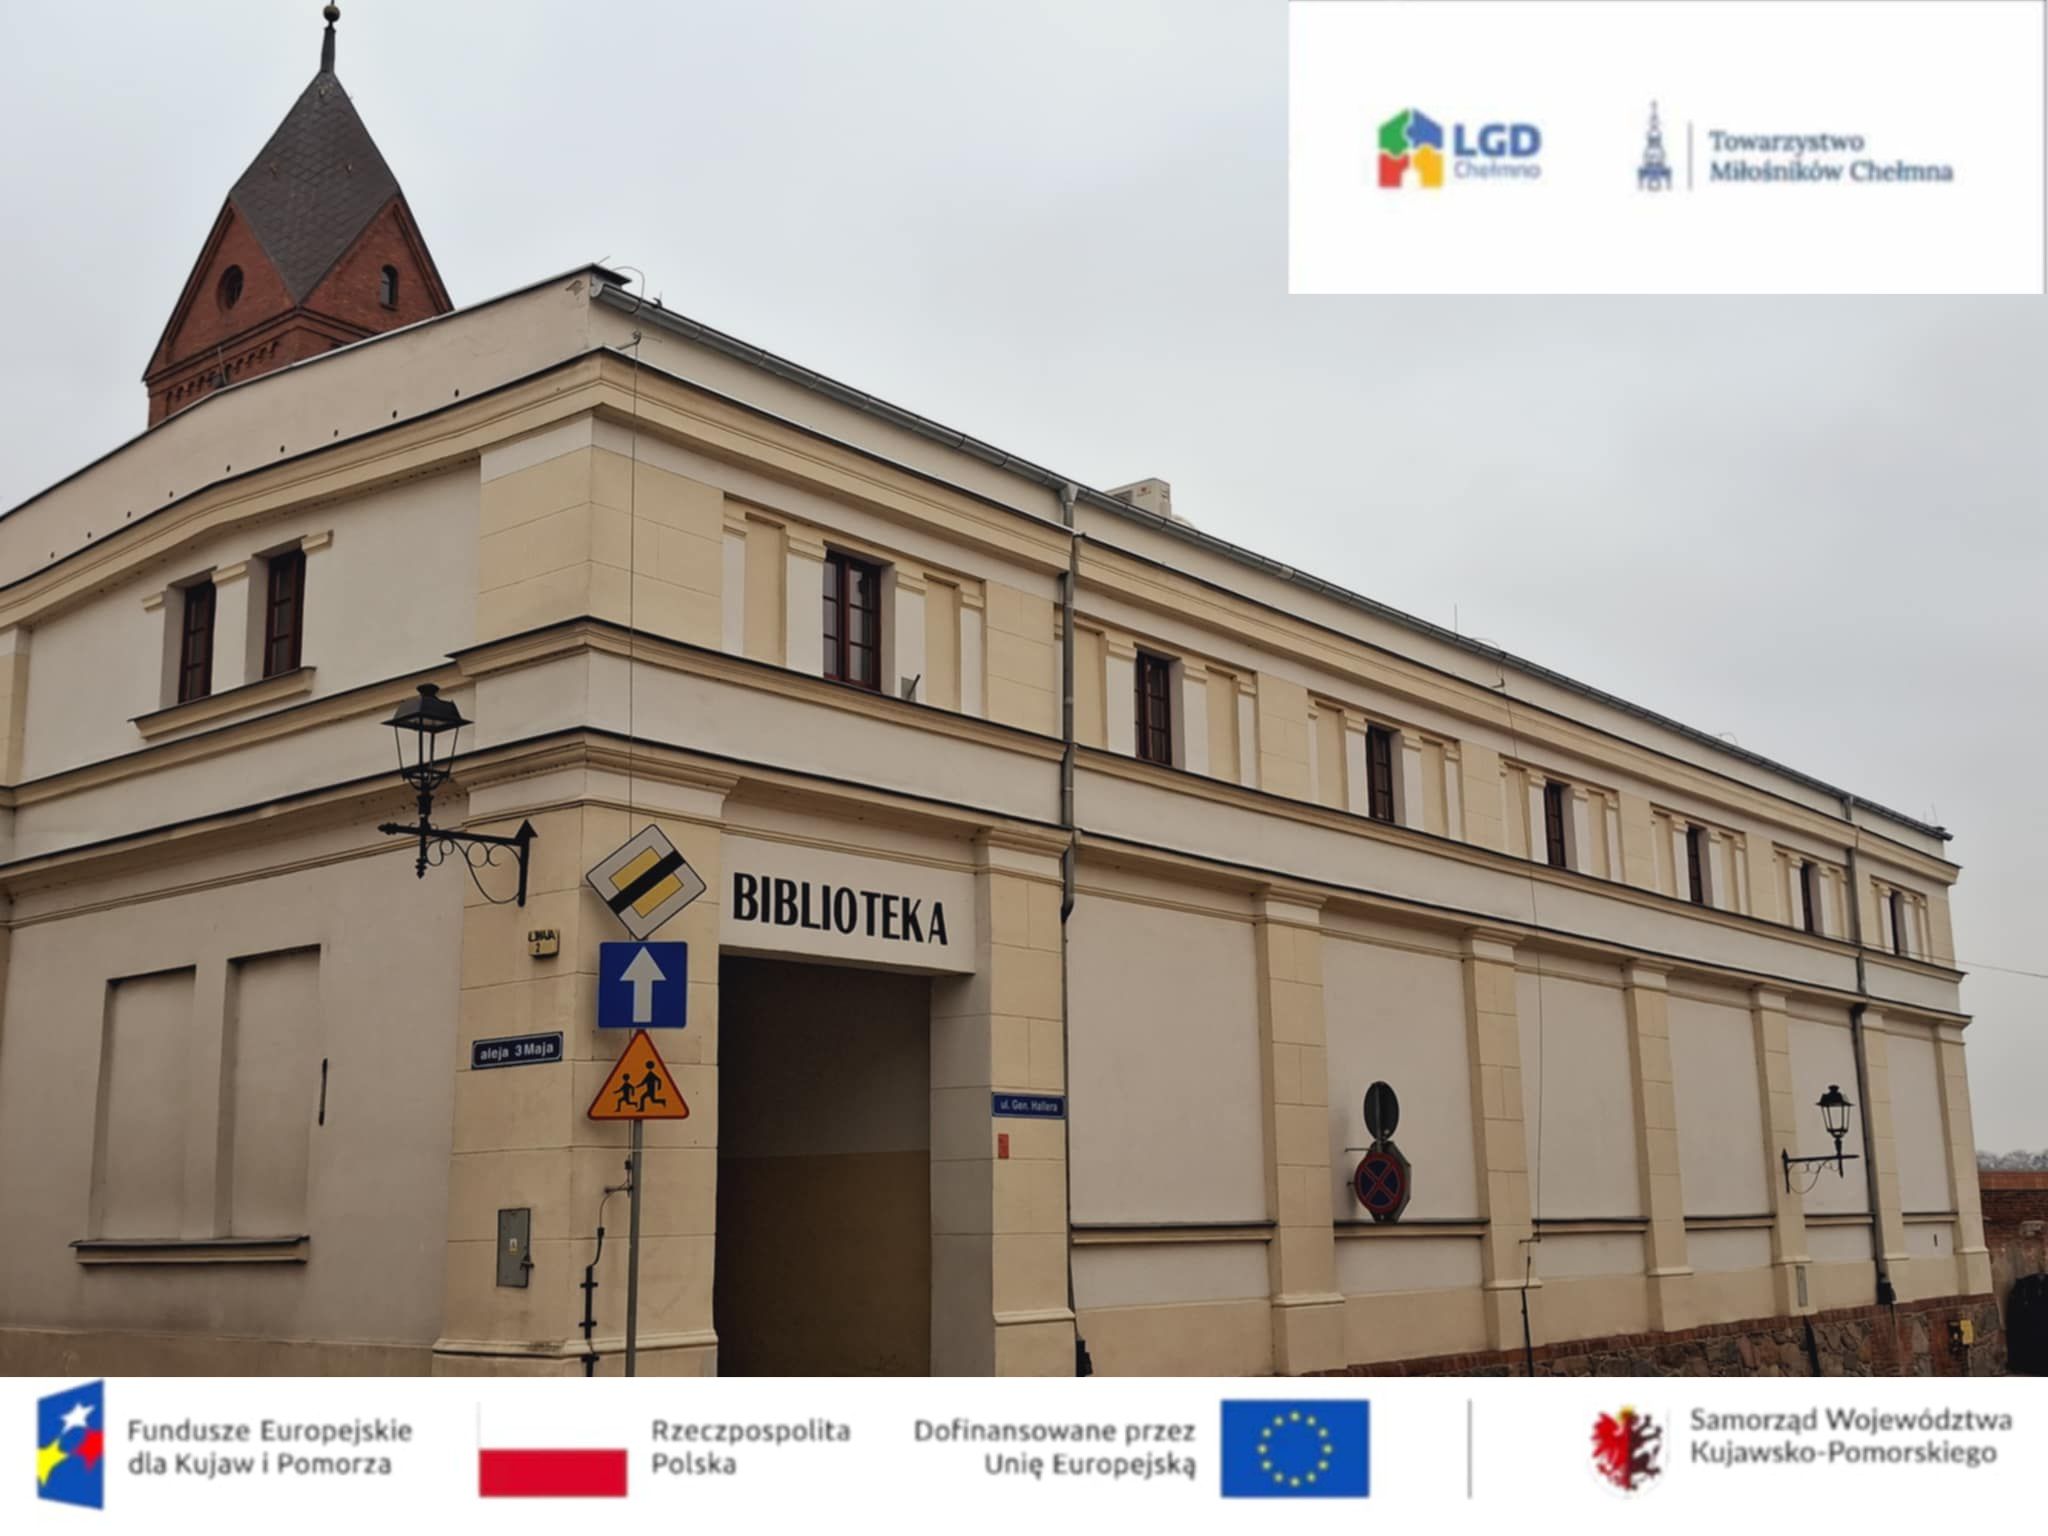 LGD
Chełmno
Towarzystwo
Miłośników Chełmna
BIBLIOTEKA
aleja 3 Maja
ul. Gen. Hallera
Fundusze Europejskie
dla Kujaw i Pomorza
Rzeczpospolita
Polska
Dofinansowane przez
Unię Europejską
Samorząd Województwa
Kujawsko-Pomorskiego